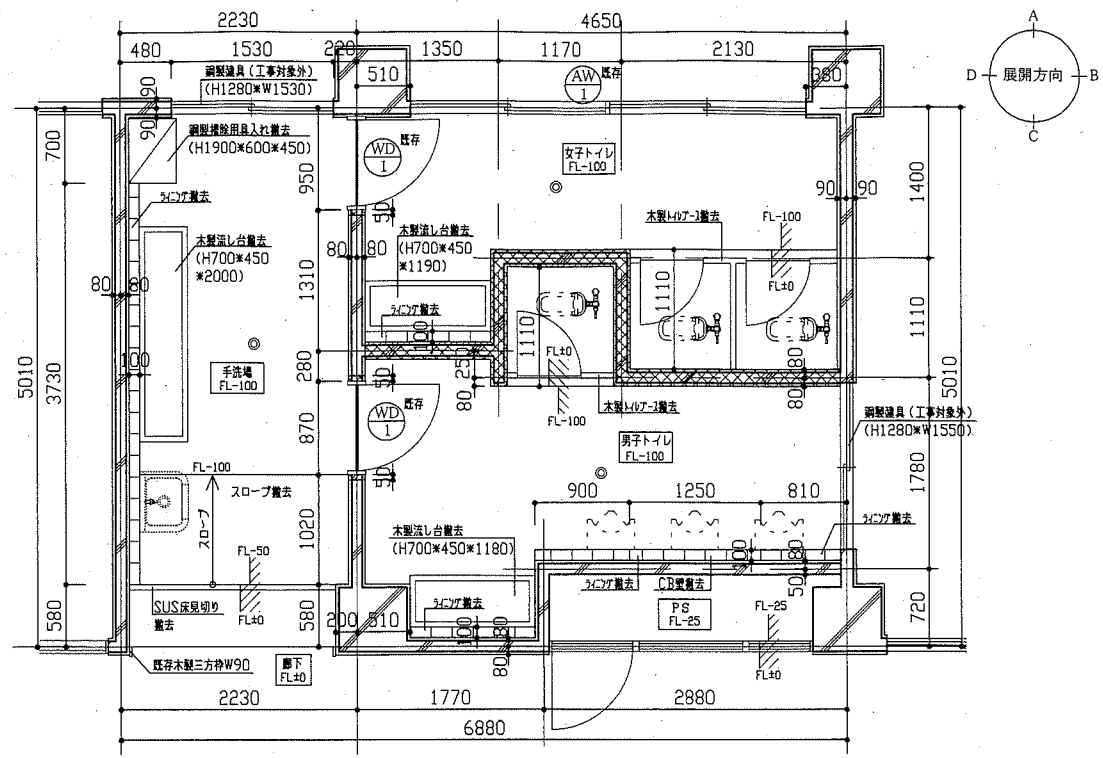 2230
4650
480
1530
220
1350
1170
2130
510
380
A
B
C
D
展開方向
鋼製建具(工事対象外)
(H1280*W1530)
AW
1
既存
90
90
鋼製掃除用具入れ撤去
(H1900*600*450)
WD
1
既存
女子トイレ
FL-100
700
950
1400
ライニング撤去
90
90
木製トイレブース撤去
FL-100
50
木製流し台撤去
(H700*450
*2000)
木製流し台撤去
(H700*450
*1190)
80
80
80
80
1310
FL±0
ライニング撤去
100
1110
1110
1110
5010
3730
100
手洗場
FL-100
280
250
FL±0
80
80
80
5010
50
WD
1
既存
FL-100
木製トイレブース撤去
鋼製建具(工事対象外)
(H1280*W1550)
870
男子トイレ
FL-100
FL-100
50
1780
スロープ撤去
スロープ
900
1250
810
1020
木製流し台撤去
(H700*450*1180)
ライニング撤去
FL-50
100
80
50
ライニング撤去
CB壁撤去
SUS床見切り
撤去
FL±0
580
580
200
510
ライニング撤去
100
80
80
PS
FL-25
FL-25
720
既存木製三方枠W90
廊下
FL±0
FL±0
2230
1770
2880
6880